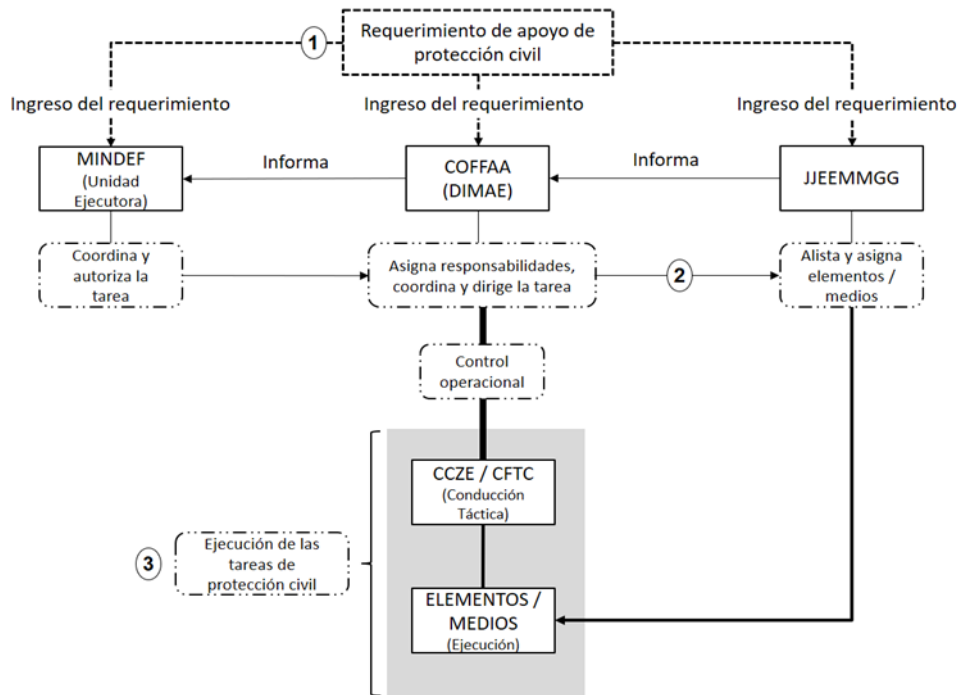 1
Requerimiento de apoyo de
protección civil
Ingreso del requerimiento
Ingreso del requerimiento
Ingreso del requerimiento
MINDEF
(Unidad
Ejecutora)
Informa
COFFAA
(DIMAE)
Informa
JJEEMMGG
Coordina y
autoriza la
tarea
Asigna responsabilidades,
coordina y dirige la tarea
2
Alista y asigna
elementos /
medios
Control
operacional
CCZE / CFTC
(Conducción
Táctica)
3
Ejecución de las
tareas de
protección civil
ELEMENTOS /
MEDIOS
(Ejecución)